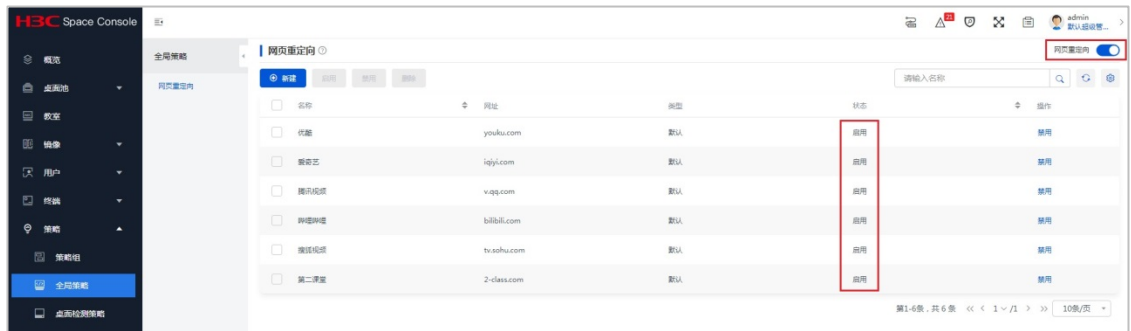 H3C Space Console
21
admin
默认超级管...
概览
桌面池
教室
镜像
用户
终端
策略
策略组
全局策略
桌面检测策略
全局策略
网页重定向
网页重定向
网页重定向
新建 启用 禁用 删除
请输入名称
名称 网址 类型 状态 操作
优酷 youku.com 默认 启用 禁用
爱奇艺 iqiyi.com 默认 启用 禁用
腾讯视频 v.qq.com 默认 启用 禁用
哔哩哔哩 bilibili.com 默认 启用 禁用
搜狐视频 tv.sohu.com 默认 启用 禁用
第二课堂 2-class.com 默认 启用 禁用
第1-6条，共 6 条 << < 1 /1 > >> 10条/页